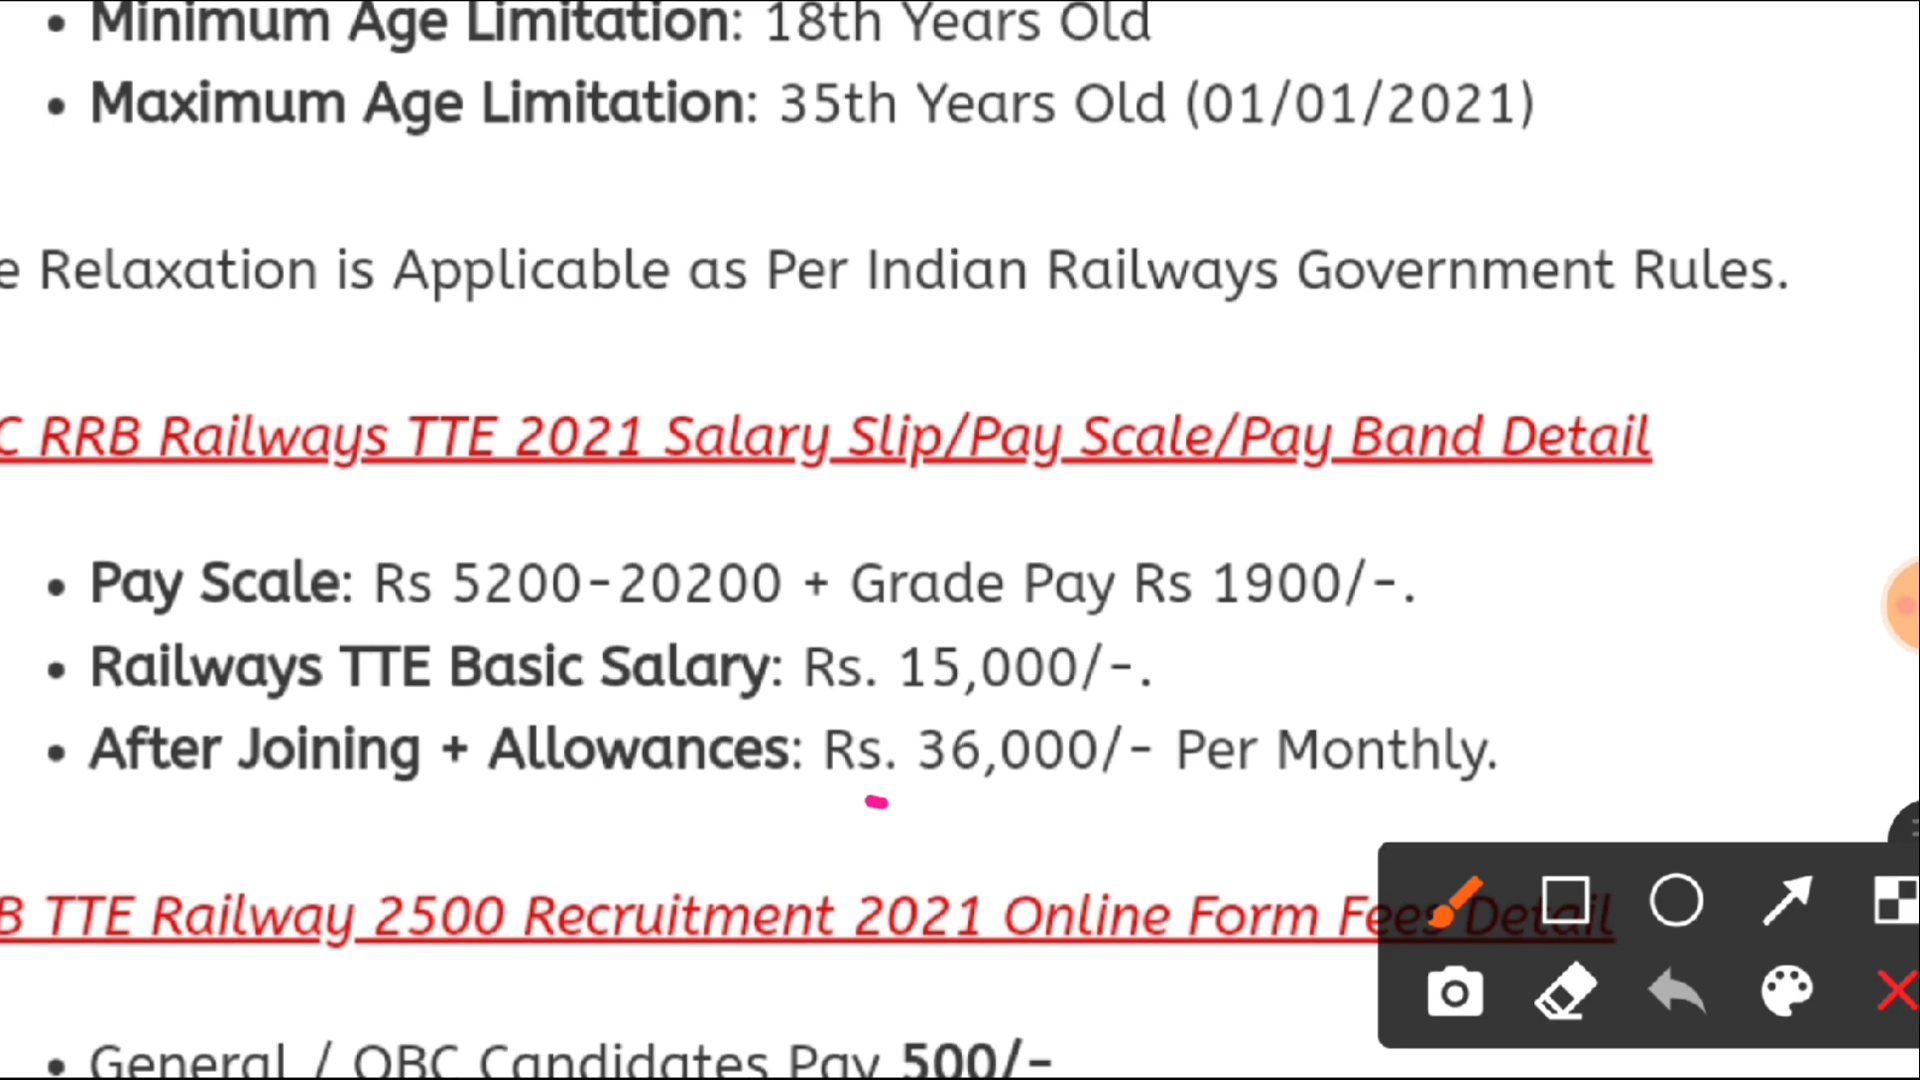 • Minimum Age Limitation: 18th Years Old
• Maximum Age Limitation: 35th Years Old (01/01/2021)
e Relaxation is Applicable as Per Indian Railways Government Rules.
C RRB Railways TTE 2021 Salary Slip/Pay Scale/Pay Band Detail
• Pay Scale: Rs 5200-20200 + Grade Pay Rs 1900/-.
• Railways TTE Basic Salary: Rs. 15,000/-.
• After Joining + Allowances: Rs. 36,000/- Per Monthly.
B TTE Railway 2500 Recruitment 2021 Online Form Fees Detail
• General / OBC Candidates Pay 500/-